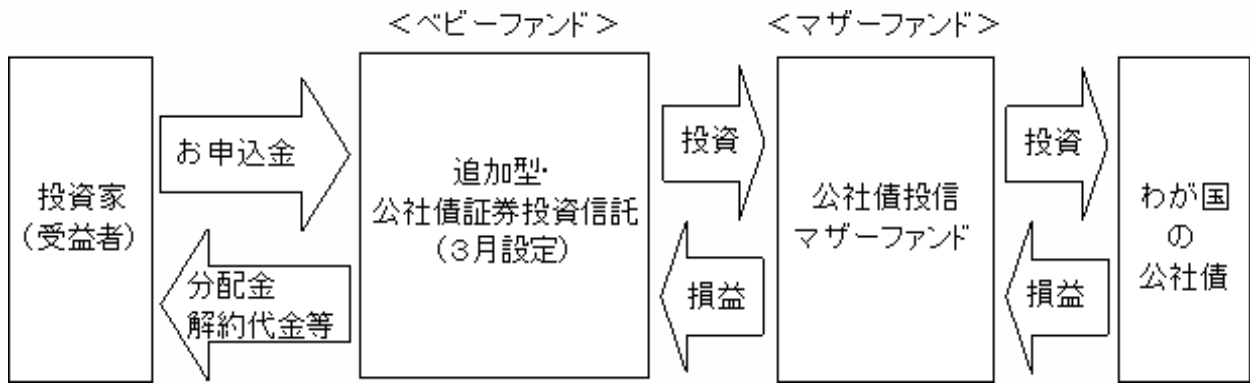 ＜ベビーファンド＞
＜マザーファンド＞
投資家
（受益者）
お申込金
分配金
解約代金等
追加型・
公社債証券投資信託
（３月設定）
投資
損益
公社債投信
マザーファンド
投資
損益
わが国
の
公社債